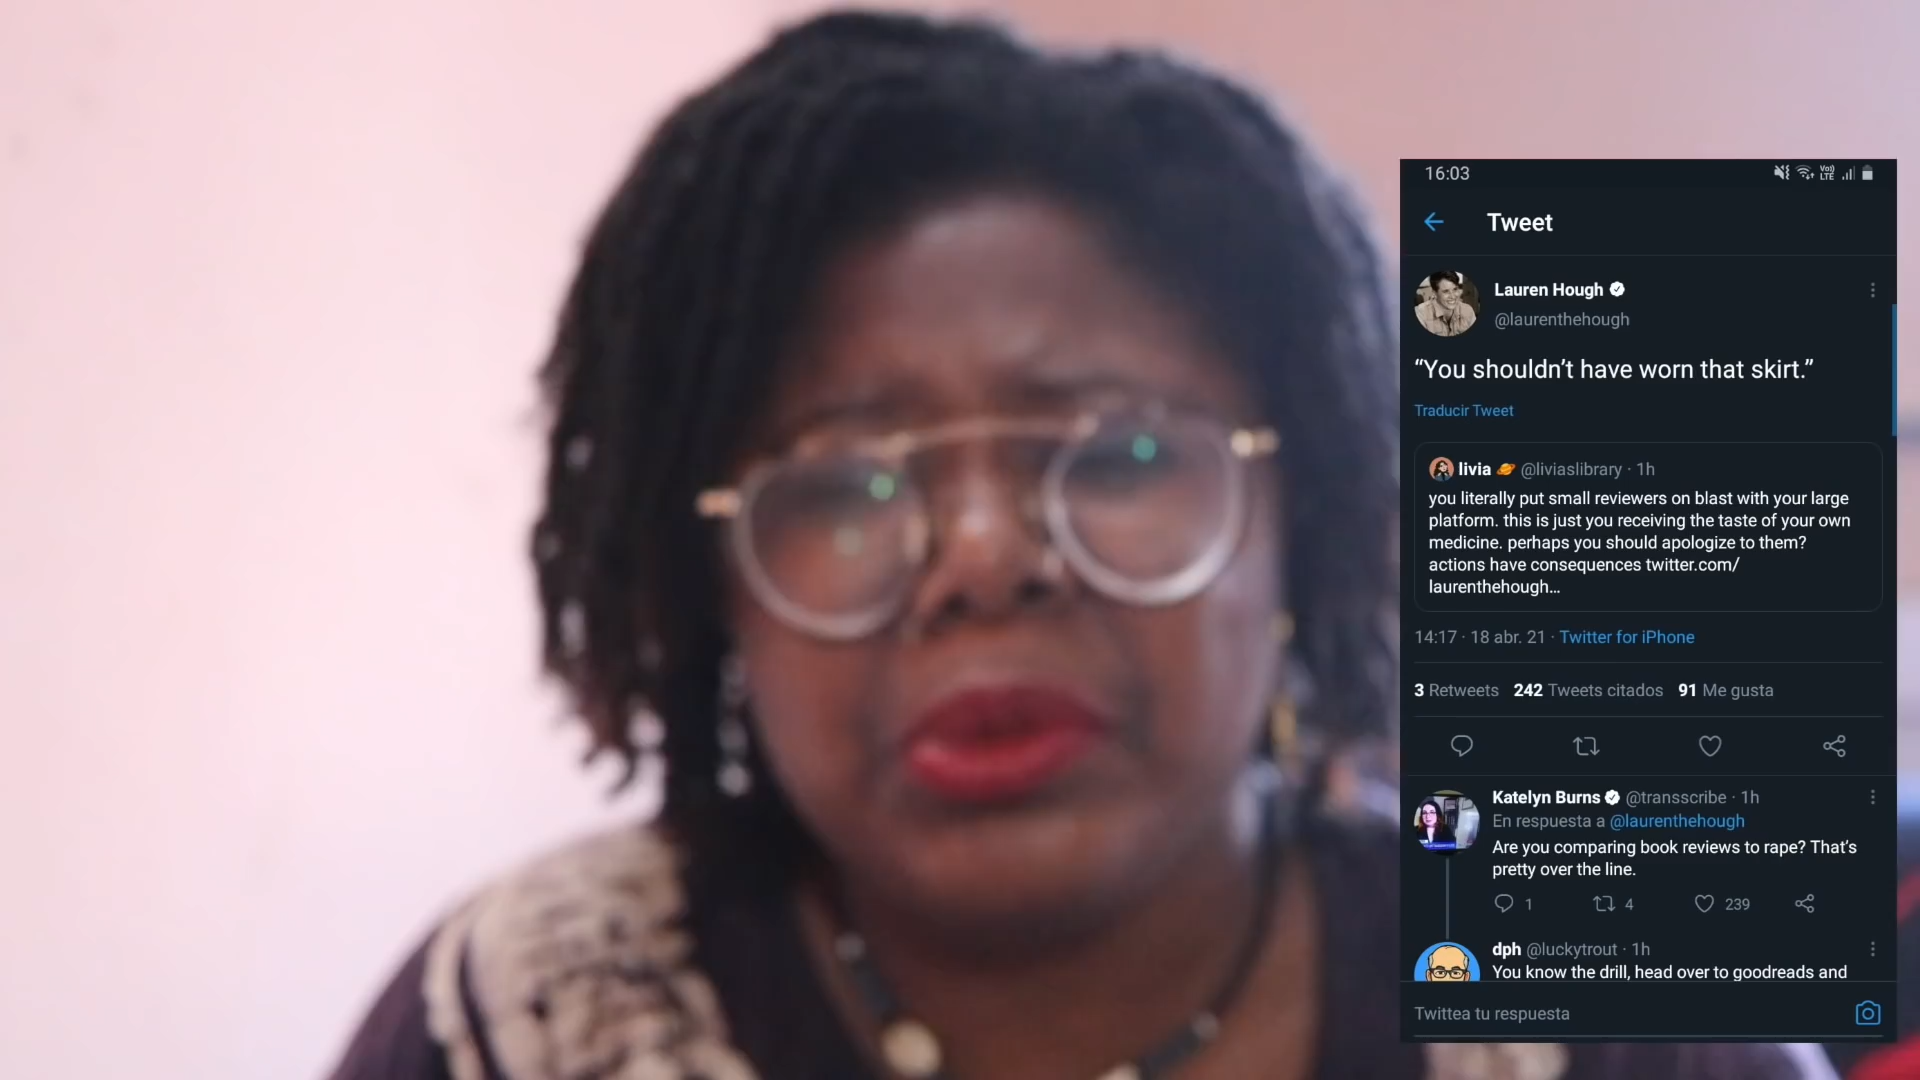 16:03
Tweet
Lauren Hough
@laurenthehough
“You shouldn’t have worn that skirt.”
Traducir Tweet
livia 🪐 @liviaslibrary · 1h
you literally put small reviewers on blast with your large
platform. this is just you receiving the taste of your own
medicine. perhaps you should apologize to them?
actions have consequences twitter.com/
laurenthehough…
14:17 · 18 abr. 21 · Twitter for iPhone
3 Retweets 242 Tweets citados 91 Me gusta
Katelyn Burns @transscribe · 1h
En respuesta a @laurenthehough
Are you comparing book reviews to rape? That’s
pretty over the line.
1 4 239
dph @luckytrout · 1h
You know the drill, head over to goodreads and
Twittea tu respuesta